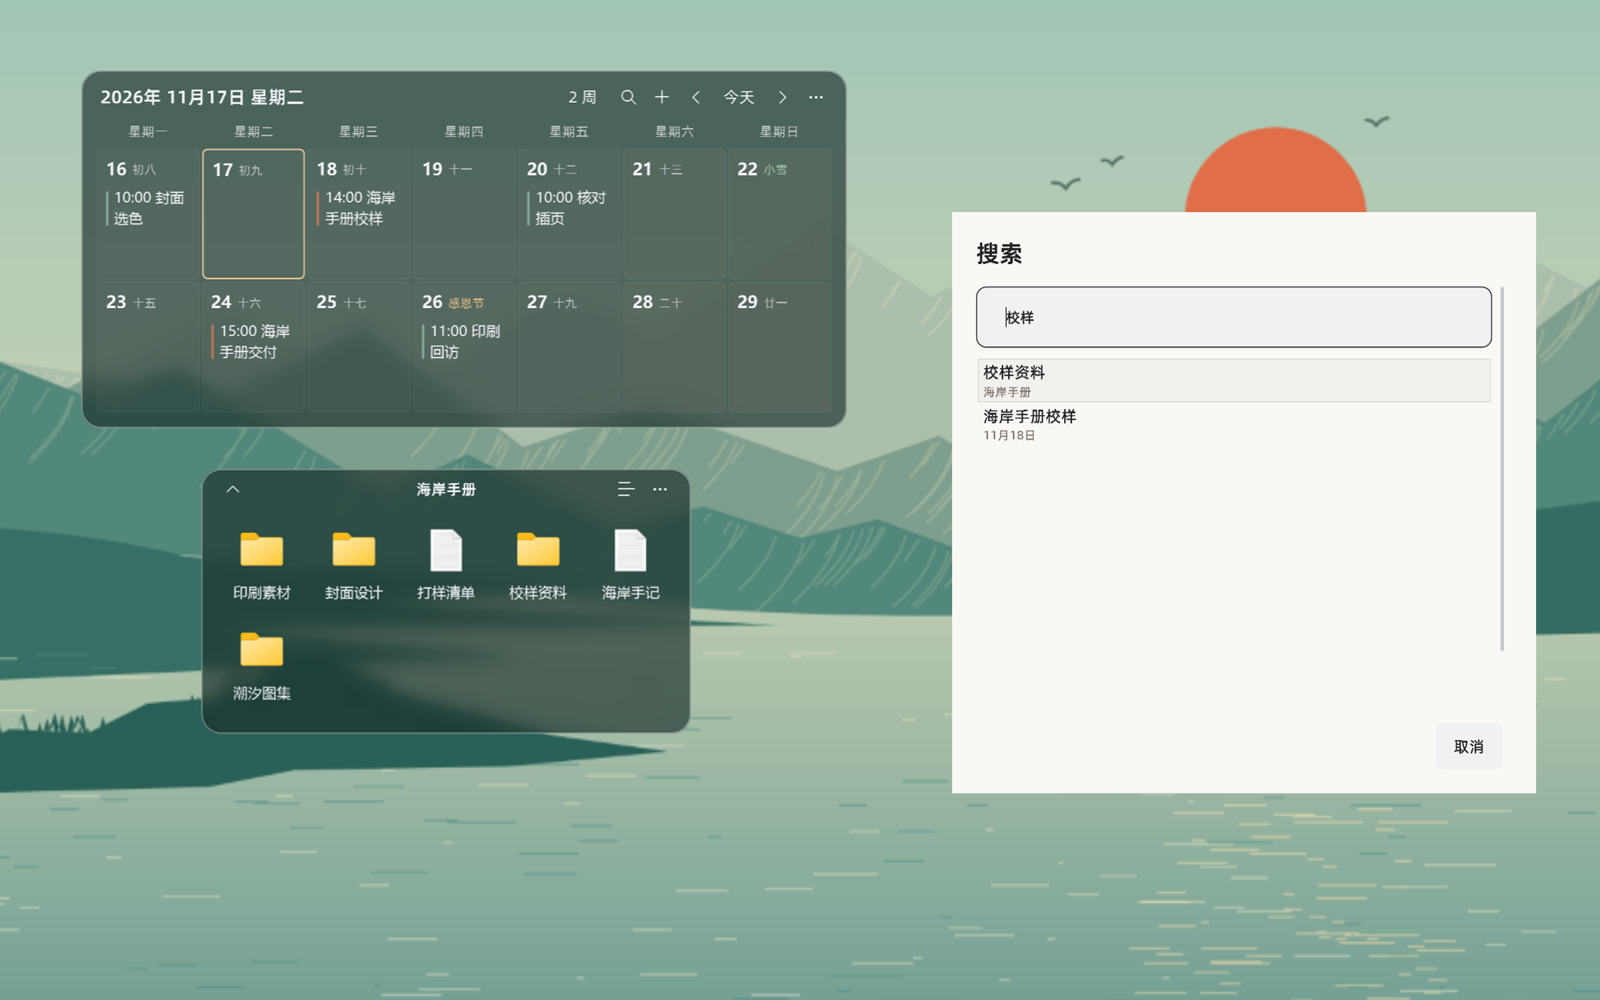 2026年 11月17日 星期二
2 周
今天
星期一 星期二 星期三 星期四 星期五 星期六 星期日
16 初八
10:00 封面
选色
17 初九
18 初十
14:00 海岸
手册校样
19 十一
20 十二
10:00 核对
插页
21 十三
22 小雪
23 十五
24 十六
15:00 海岸
手册交付
25 十七
26 感恩节
11:00 印刷
回访
27 十九
28 二十
29 廿一
海岸手册
印刷素材 封面设计 打样清单 校样资料 海岸手记
潮汐图集
搜索
校样
校样资料
海岸手册
海岸手册校样
11月18日
取消